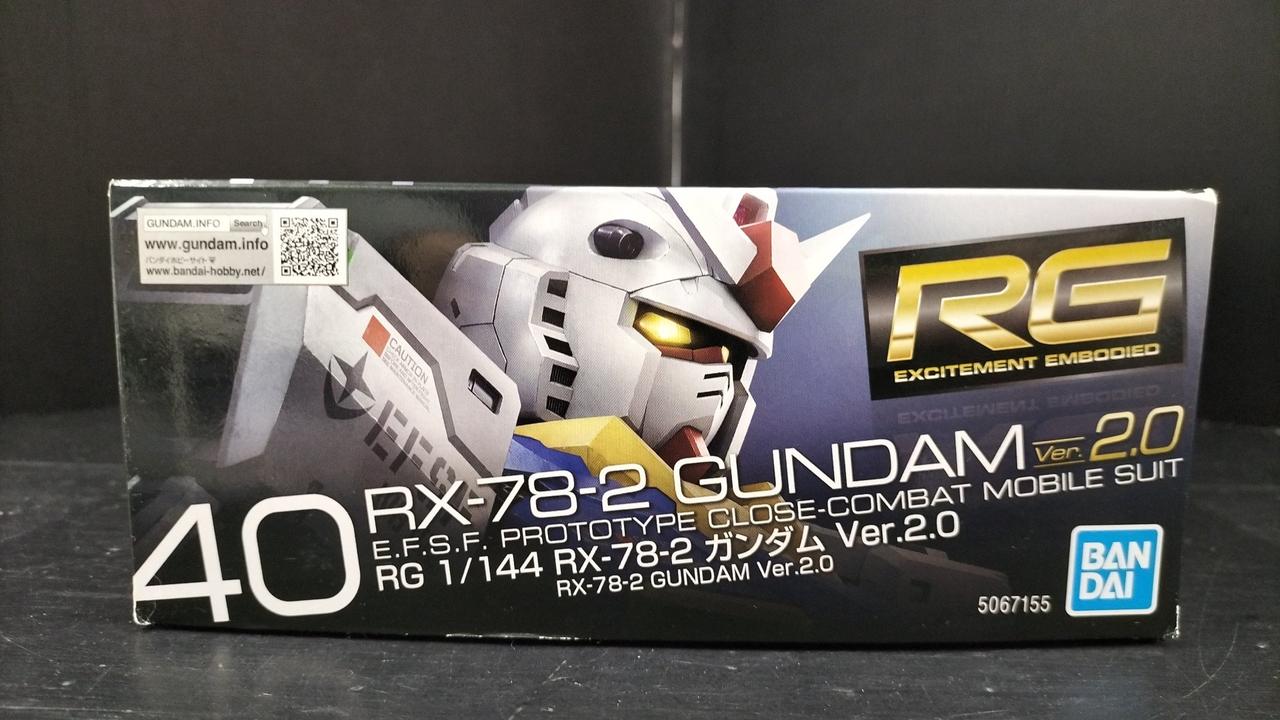 GUNDAM.INFO Search
www.gundam.info
バンダイホビーサイト
www.bandai-hobby.net/
CAUTION
E.F.S.F.
RG
EXCITEMENT EMBODIED
40
RX-78-2 GUNDAM Ver. 2.0
E.F.S.F. PROTOTYPE CLOSE-COMBAT MOBILE SUIT
RG 1/144 RX-78-2 ガンダム Ver.2.0
RX-78-2 GUNDAM Ver.2.0
5067155
BAN
DAI